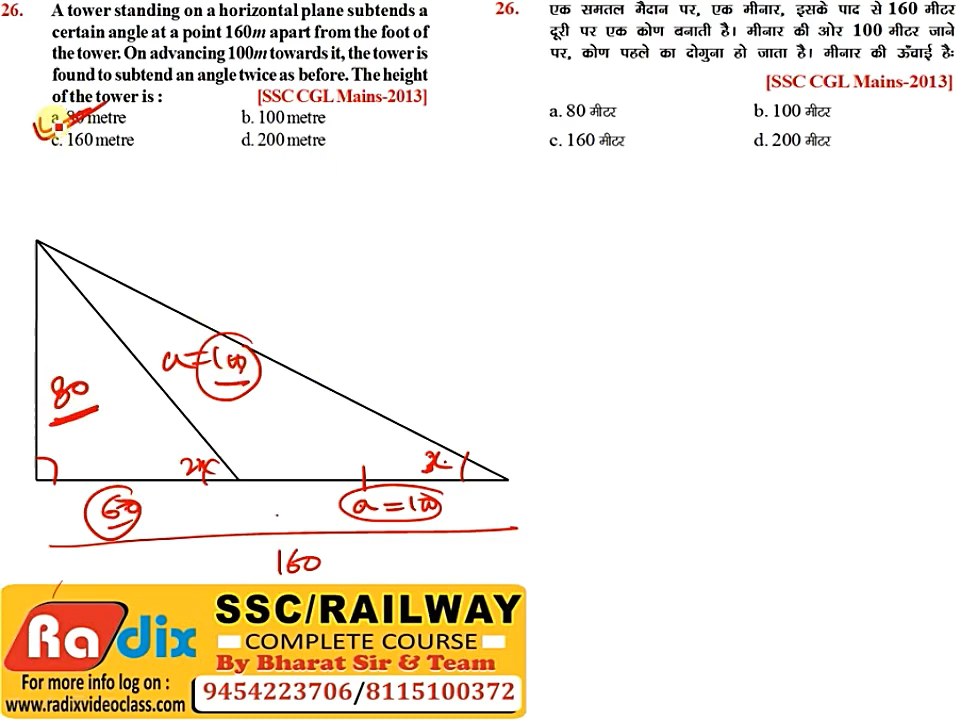 26. A tower standing on a horizontal plane subtends a
certain angle at a point 160m apart from the foot of
the tower. On advancing 100m towards it, the tower is
found to subtend an angle twice as before. The height
of the tower is : [SSC CGL Mains-2013]
a. 80 metre b. 100 metre
c. 160 metre d. 200 metre
26. एक समतल मैदान पर, एक मीनार, इसके पाद से 160 मीटर
दूरी पर एक कोण बनाती है। मीनार की ओर 100 मीटर जाने
पर, कोण पहले का दोगुना हो जाता है। मीनार की ऊँचाई हैः
[SSC CGL Mains-2013]
a. 80 मीटर b. 100 मीटर
c. 160 मीटर d. 200 मीटर
a=100
80
2x x
60 a=100
160
Radix
For more info log on :
www.radixvideoclass.com
SSC/RAILWAY
COMPLETE COURSE
By Bharat Sir & Team
9454223706/8115100372